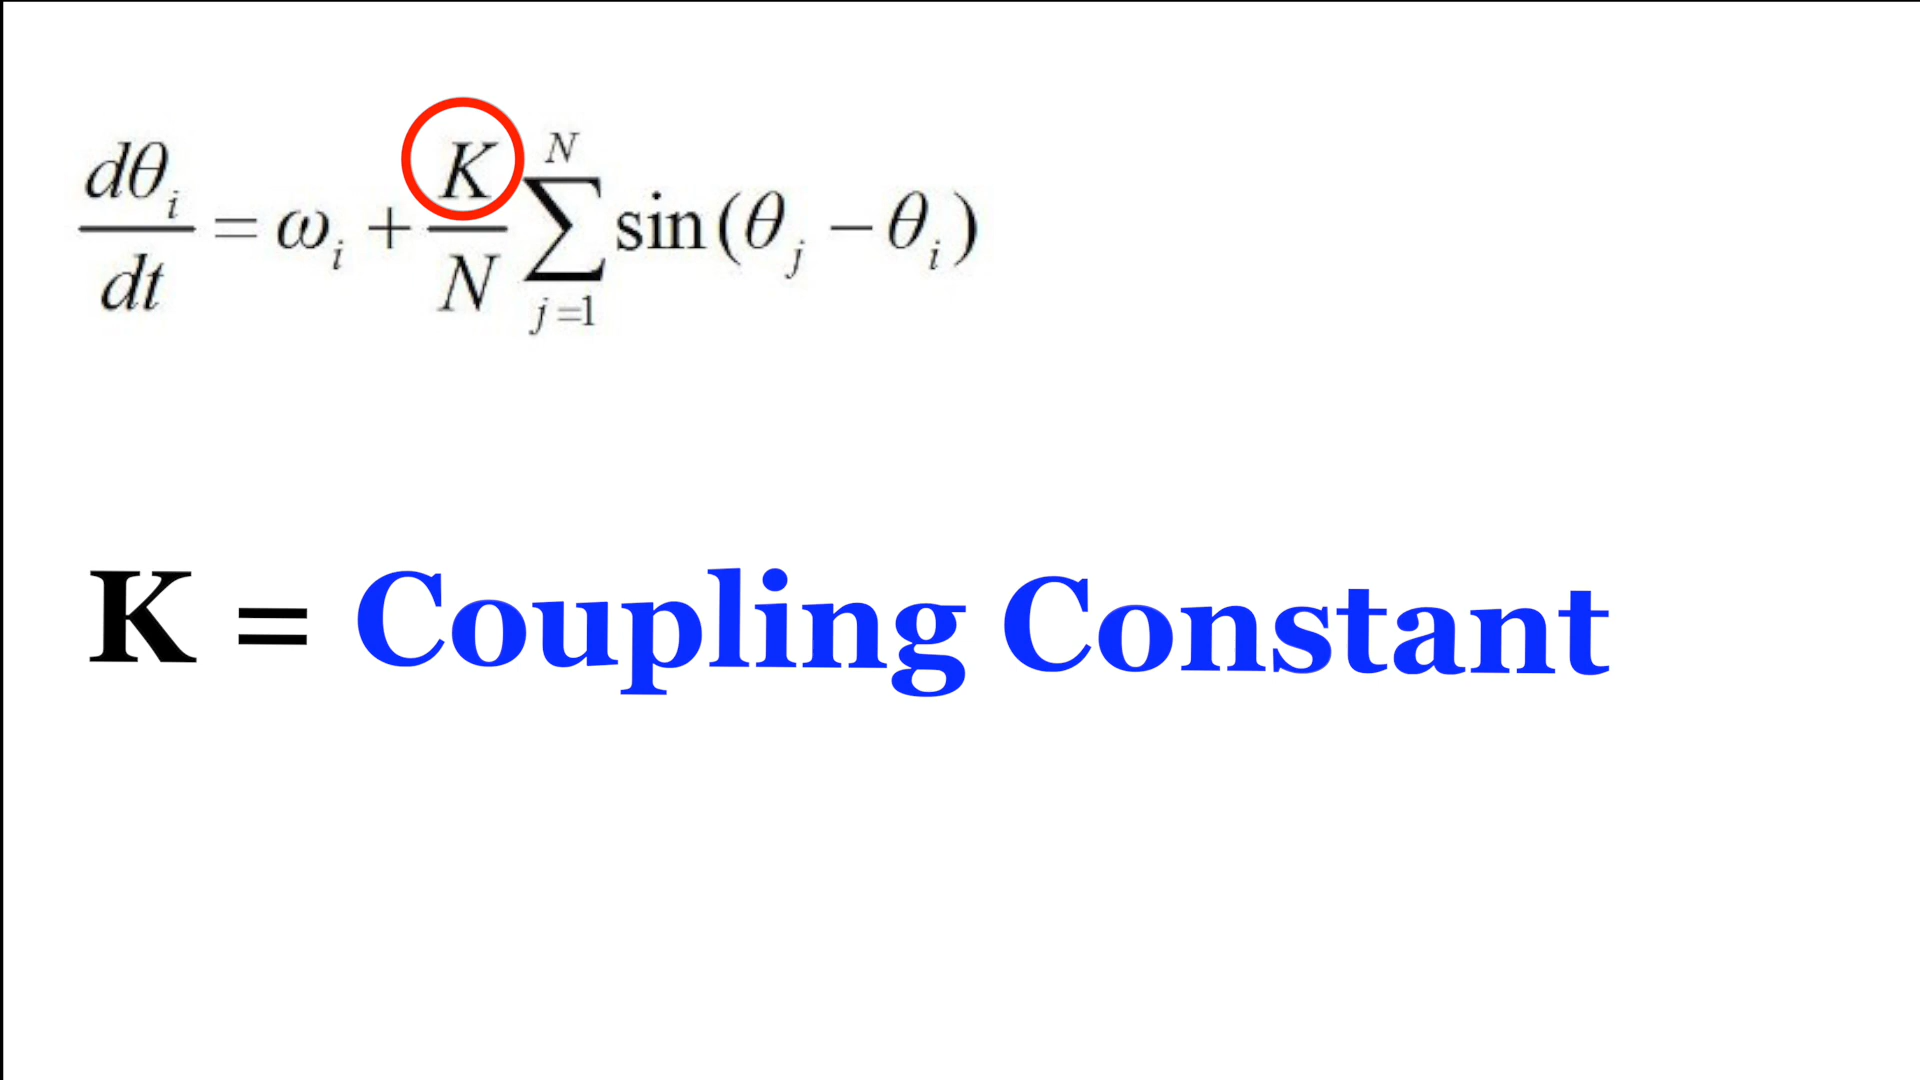 dθᵢ/dt = ωᵢ + K/N ∑ⱼ₌₁ᴺ sin(θⱼ − θᵢ)
K = Coupling Constant